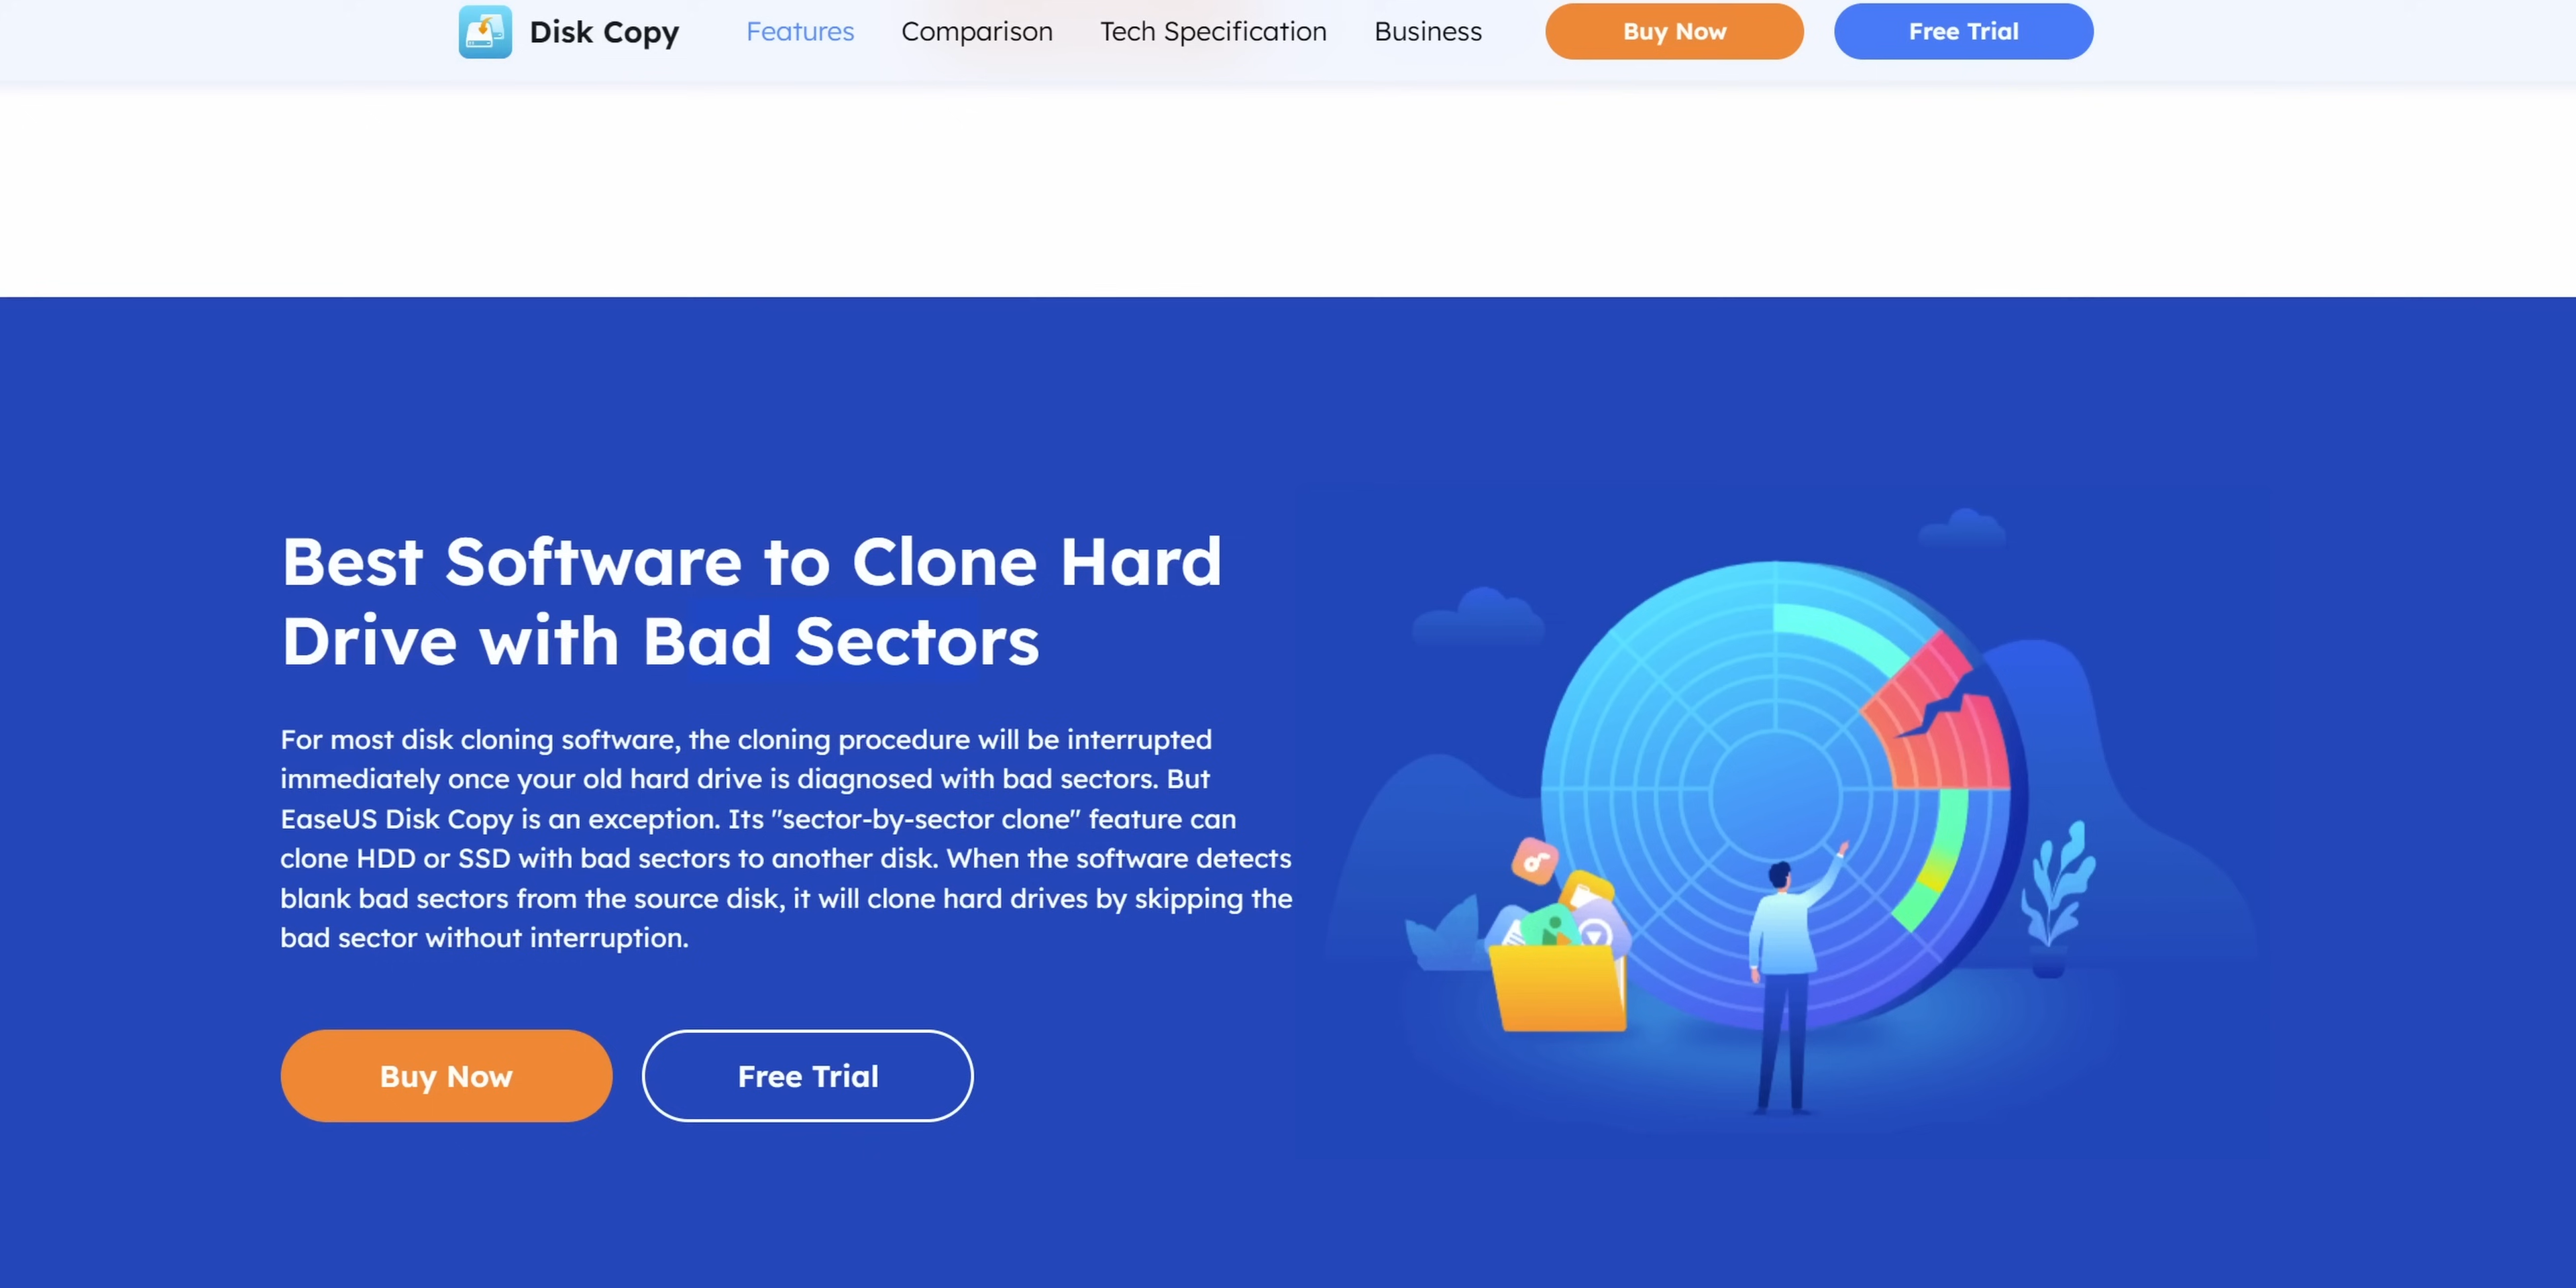 Disk Copy
Features
Comparison
Tech Specification
Business
Buy Now
Free Trial
Best Software to Clone Hard
Drive with Bad Sectors
For most disk cloning software, the cloning procedure will be interrupted
immediately once your old hard drive is diagnosed with bad sectors. But
EaseUS Disk Copy is an exception. Its "sector-by-sector clone" feature can
clone HDD or SSD with bad sectors to another disk. When the software detects
blank bad sectors from the source disk, it will clone hard drives by skipping the
bad sector without interruption.
Buy Now
Free Trial